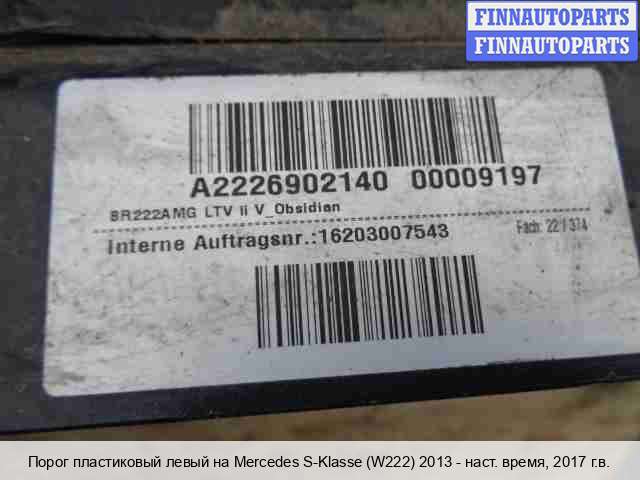 FINNAUTOPARTS
FINNAUTOPARTS
A2226902140 00009197
BR222AMG LTV li V_Obsidian
Interne Auftragsnr.:16203007543
Fach: 22 / 374
Порог пластиковый левый на Mercedes S-Klasse (W222) 2013 - наст. время, 2017 г.в.